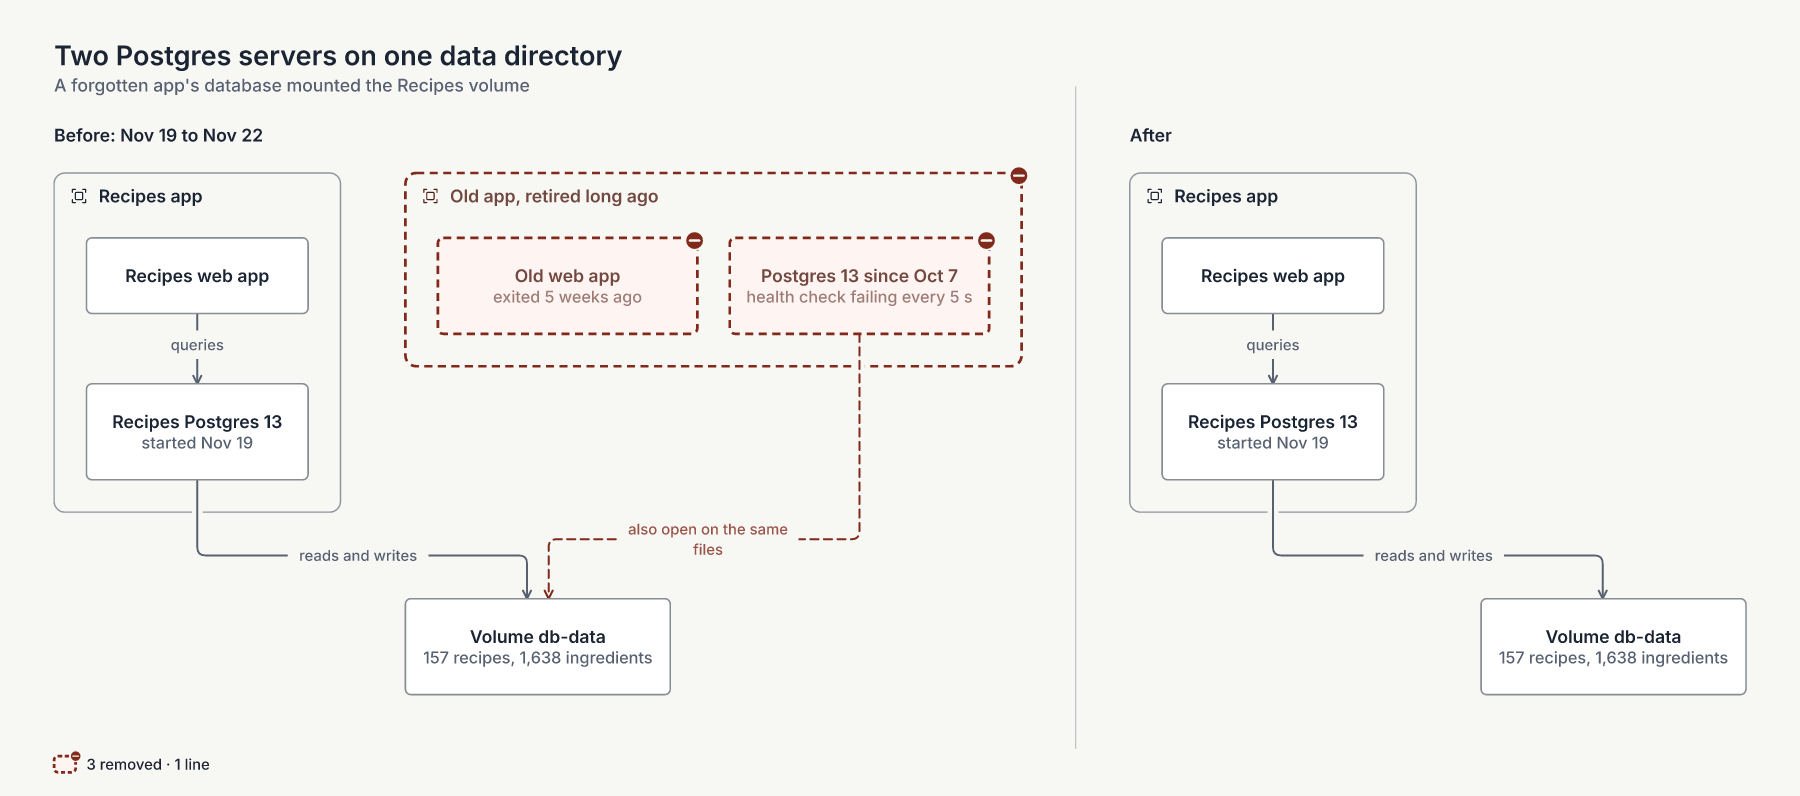 Two Postgres servers on one data directory
A forgotten app's database mounted the Recipes volume
Before: Nov 19 to Nov 22
Recipes app
Recipes web app
queries
Recipes Postgres 13
started Nov 19
reads and writes
Old app, retired long ago
Old web app
exited 5 weeks ago
Postgres 13 since Oct 7
health check failing every 5 s
also open on the same
files
Volume db-data
157 recipes, 1,638 ingredients
After
Recipes app
Recipes web app
queries
Recipes Postgres 13
started Nov 19
reads and writes
Volume db-data
157 recipes, 1,638 ingredients
3 removed · 1 line